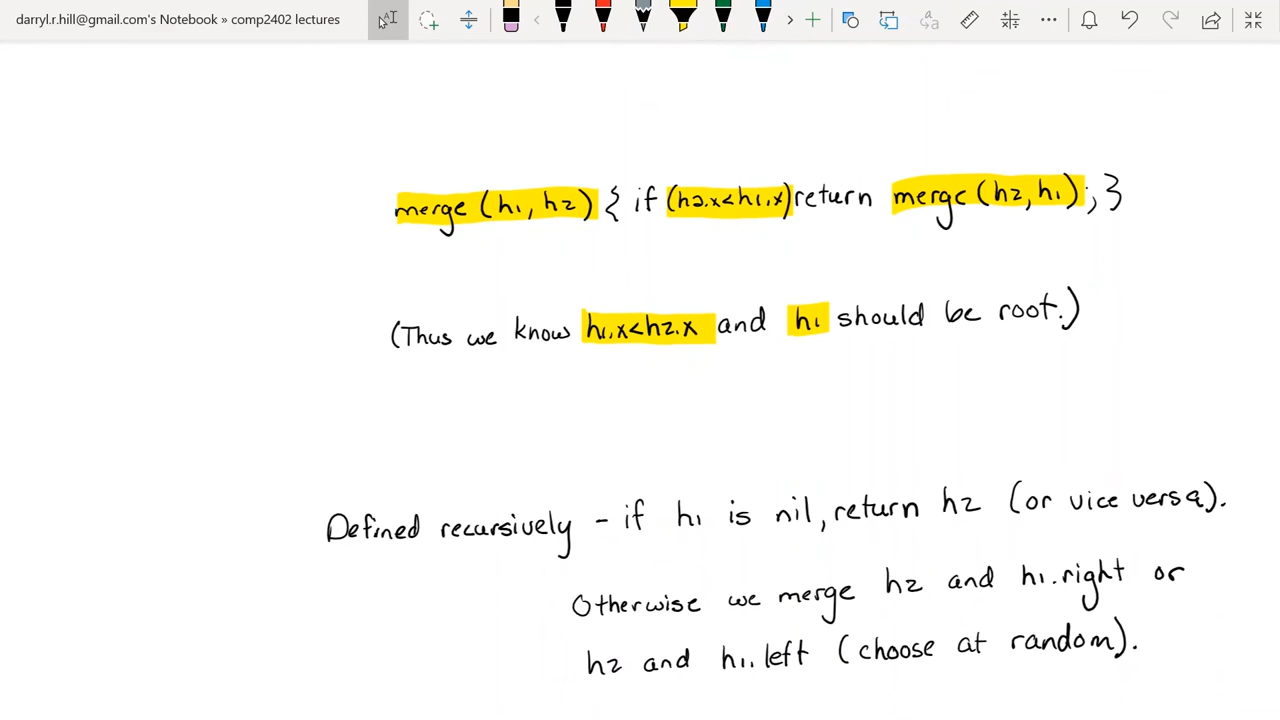 darryl.r.hill@gmail.com's Notebook » comp2402 lectures
merge (h1, h2) { if (h2.x<h1.x) return merge (h2, h1) ; }
(Thus we know h1.x<h2.x and h1 should be root.)
Defined recursively - if h1 is nil, return h2 (or vice versa).
Otherwise we merge h2 and h1.right or
h2 and h1.left (choose at random).